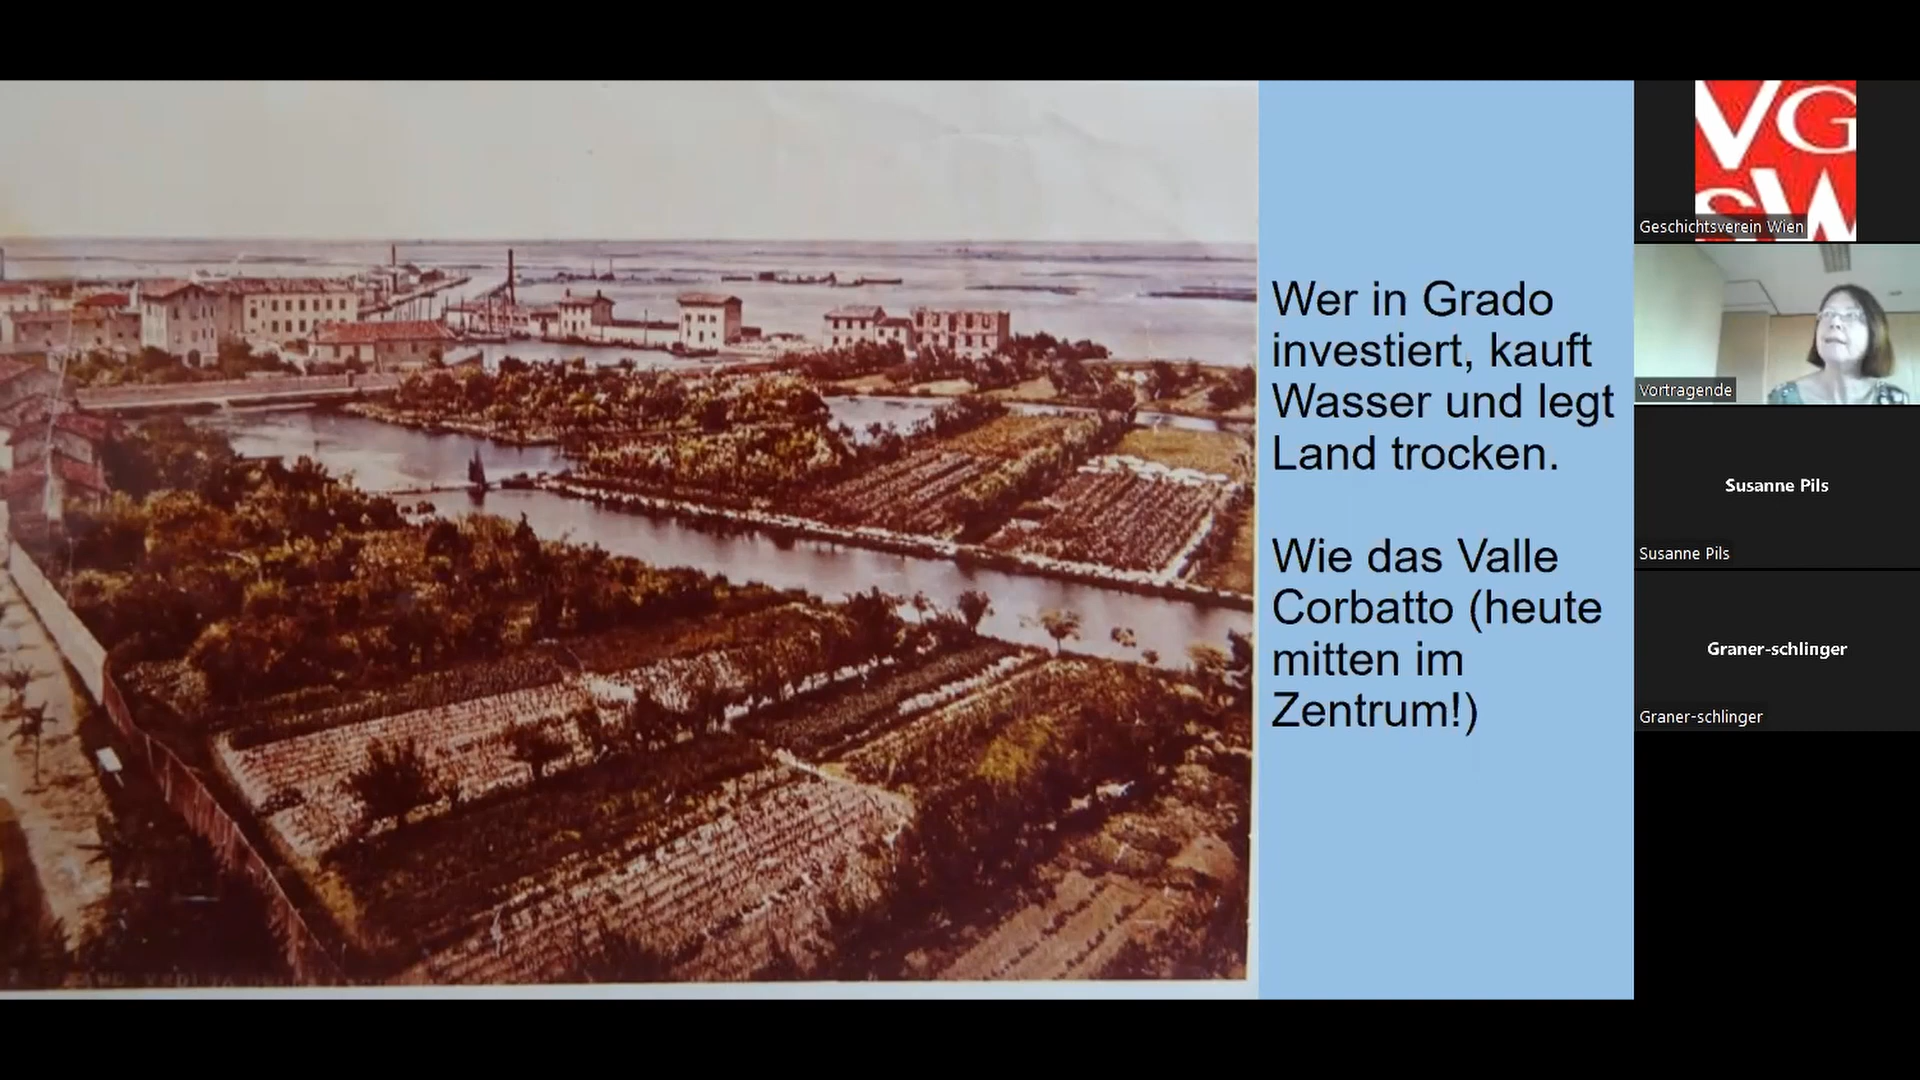 Wer in Grado
investiert, kauft
Wasser und legt
Land trocken.
Wie das Valle
Corbatto (heute
mitten im
Zentrum!)
VG
SW
Geschichtsverein Wien
Vortragende
Susanne Pils
Susanne Pils
Graner-schlinger
Graner-schlinger